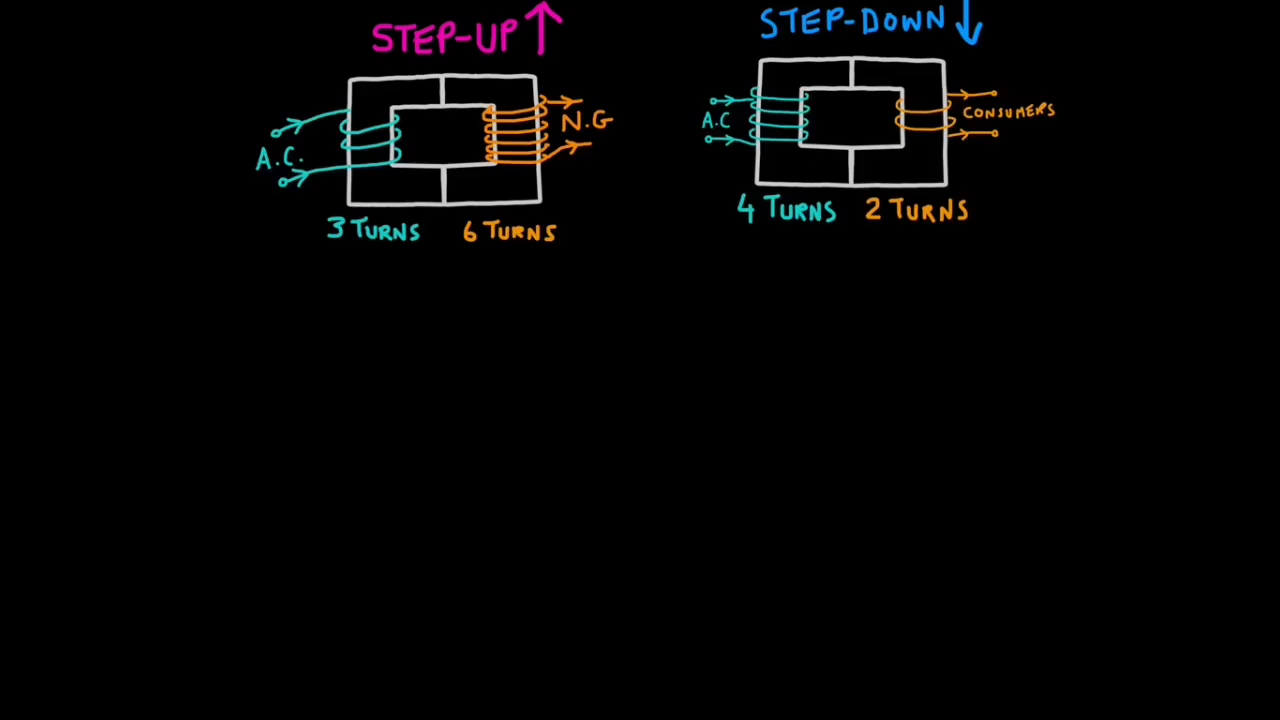 STEP-UP
A.C.
N.G
3 TURNS
6 TURNS
STEP-DOWN
A.C
CONSUMERS
4 TURNS
2 TURNS